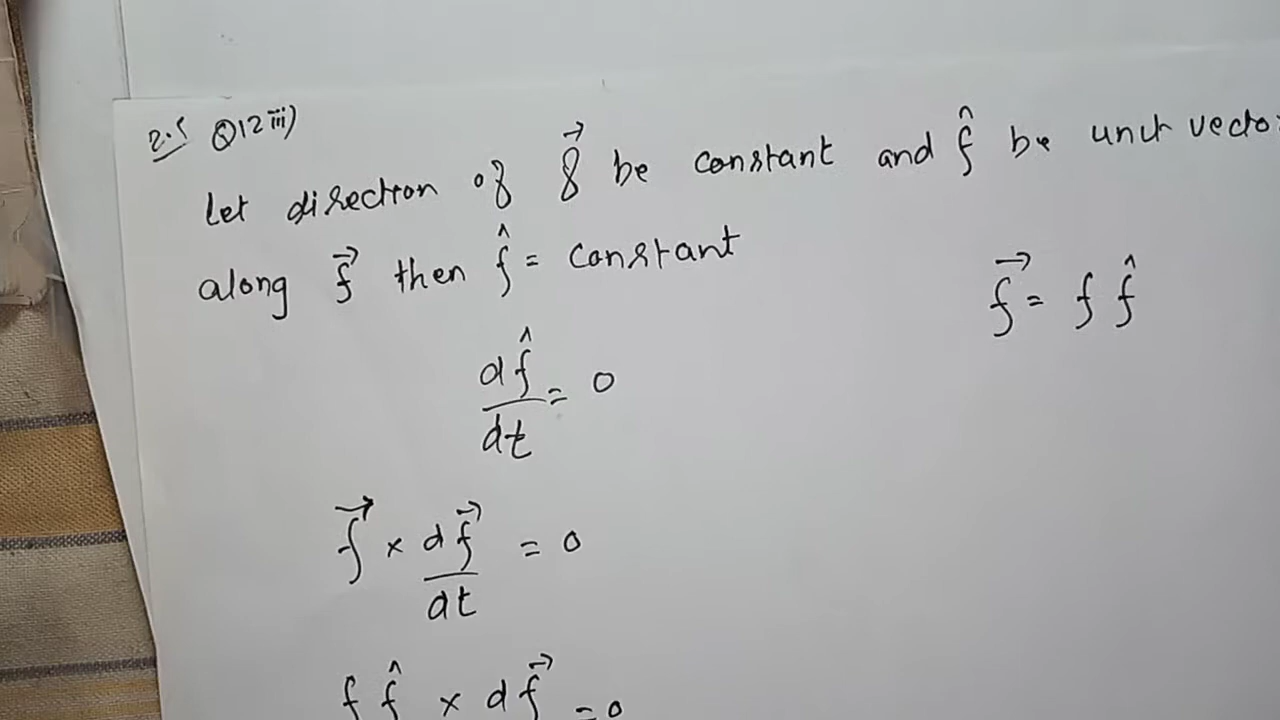 2.5 Q12 iii)
Let direction of f⃗ be constant and f̂ be unit vector
along f⃗ then f̂ = constant
f⃗ = f f̂
df̂/dt = 0
f⃗ × df⃗/dt = 0
f f̂ × df⃗ = 0